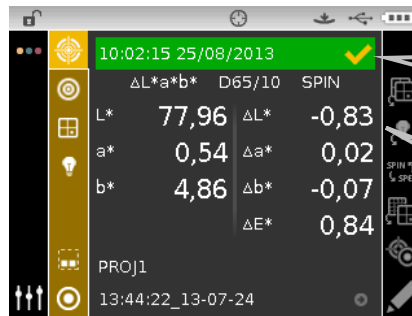 10:02:15 25/08/2013
ΔL*a*b* D65/10 SPIN
L* 77,96 ΔL* -0,83
a* 0,54 Δa* 0,02
b* 4,86 Δb* -0,07
ΔE* 0,84
SPIN
SPE
PROJ1
13:44:22_13-07-24